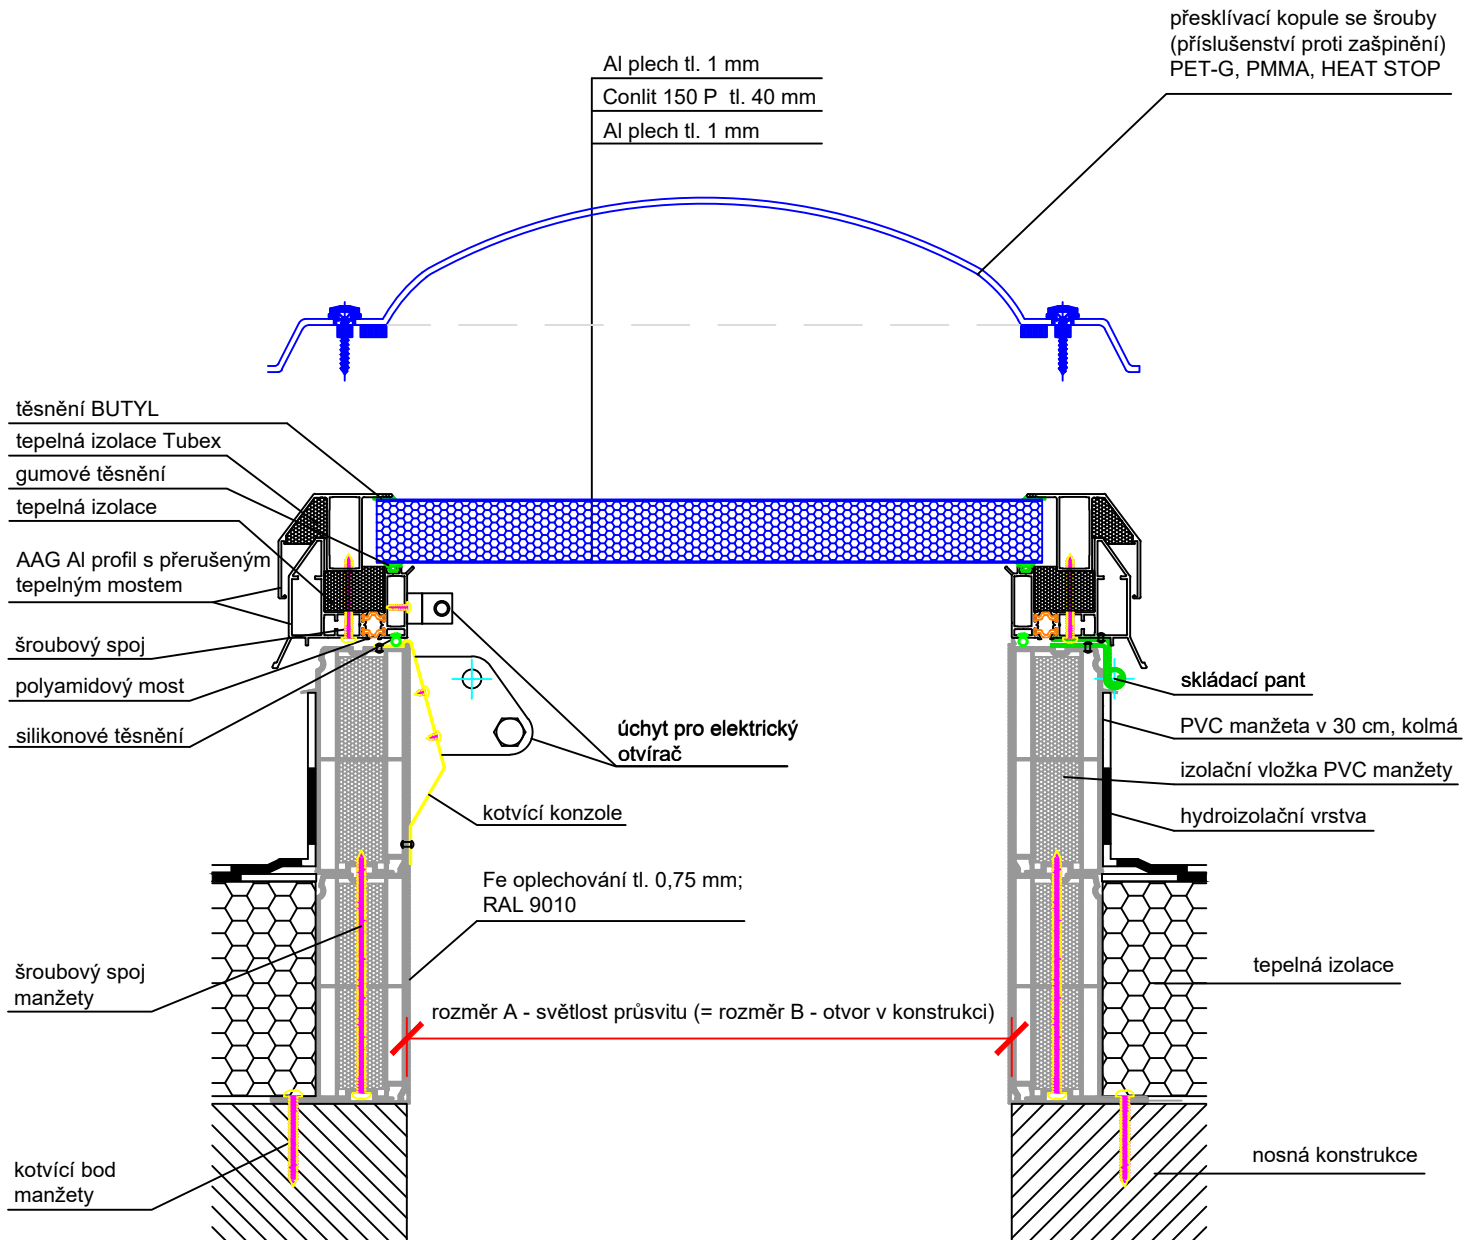 přesklívací kopule se šrouby
(příslušenství proti zašpinění)
PET-G, PMMA, HEAT STOP
Al plech tl. 1 mm
Conlit 150 P  tl. 40 mm
Al plech tl. 1 mm
těsnění BUTYL
tepelná izolace Tubex
gumové těsnění
tepelná izolace
AAG Al profil s přerušeným
tepelným mostem
šroubový spoj
polyamidový most
silikonové těsnění
úchyt pro elektrický
otvírač
kotvící konzole
Fe oplechování tl. 0,75 mm;
RAL 9010
skládací pant
PVC manžeta v 30 cm, kolmá
izolační vložka PVC manžety
hydroizolační vrstva
šroubový spoj
manžety
rozměr A - světlost průsvitu (= rozměr B - otvor v konstrukci)
tepelná izolace
kotvící bod
manžety
nosná konstrukce